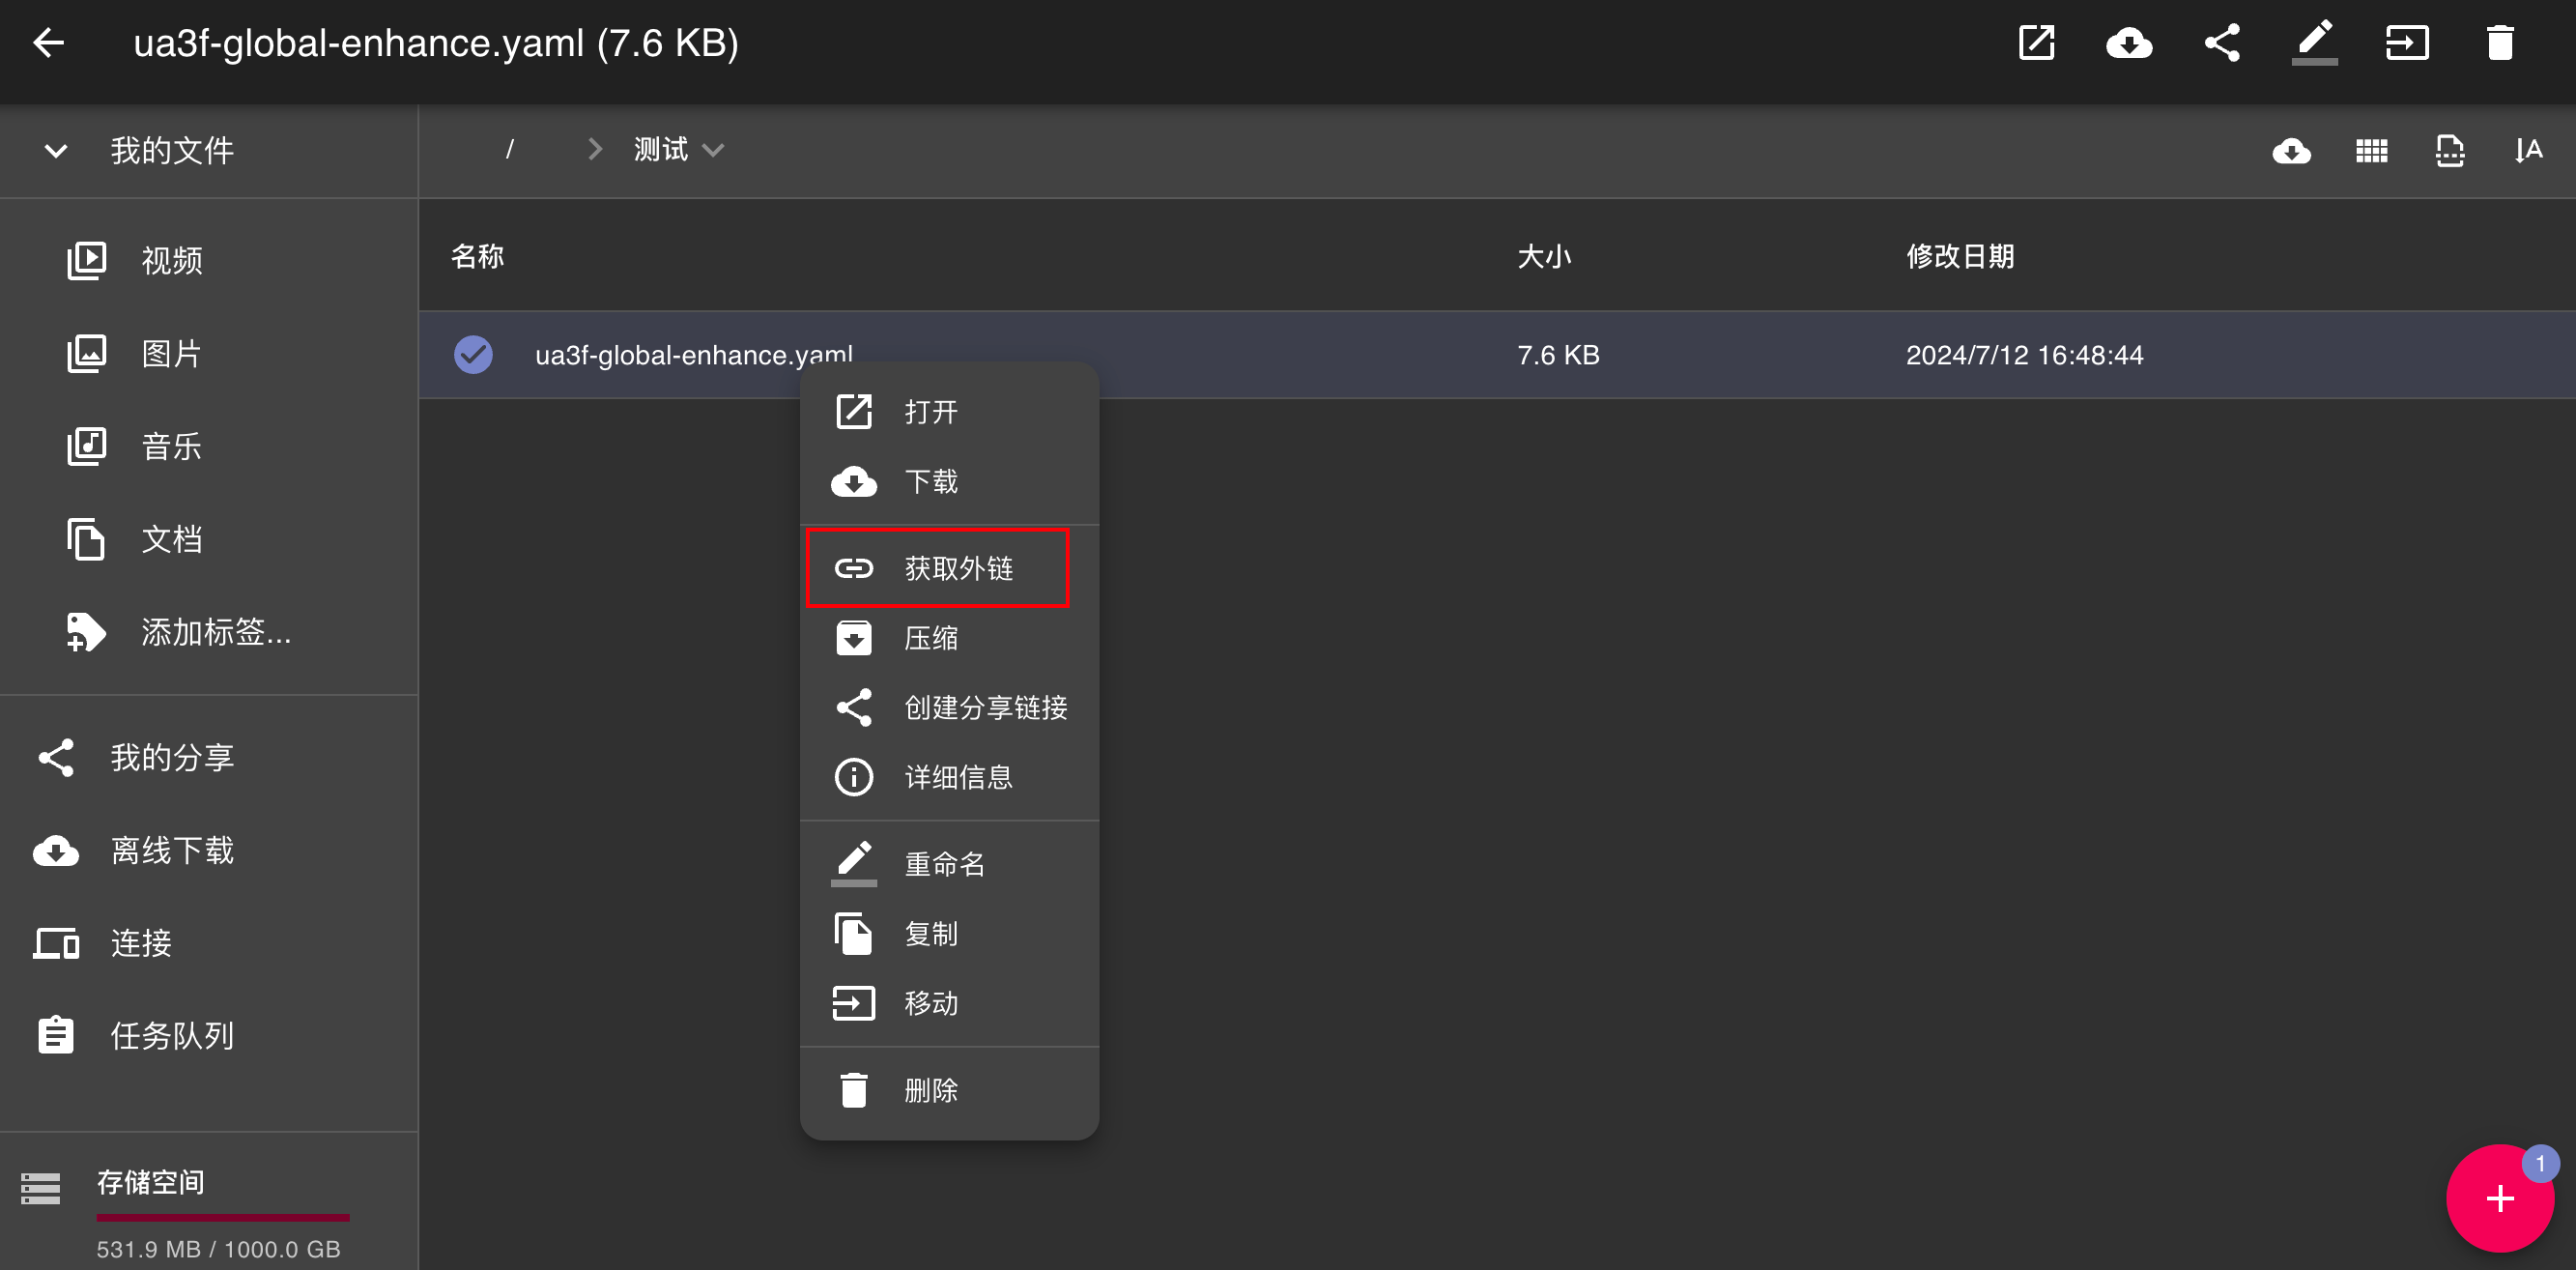 ua3f-global-enhance.yaml (7.6 KB)
我的文件
/ 测试
A
视频
图片
音乐
文档
添加标签...
我的分享
离线下载
连接
任务队列
存储空间
531.9 MB / 1000.0 GB
名称 大小 修改日期
ua3f-global-enhance.yaml 7.6 KB 2024/7/12 16:48:44
打开
下载
获取外链
压缩
创建分享链接
详细信息
重命名
复制
移动
删除
1